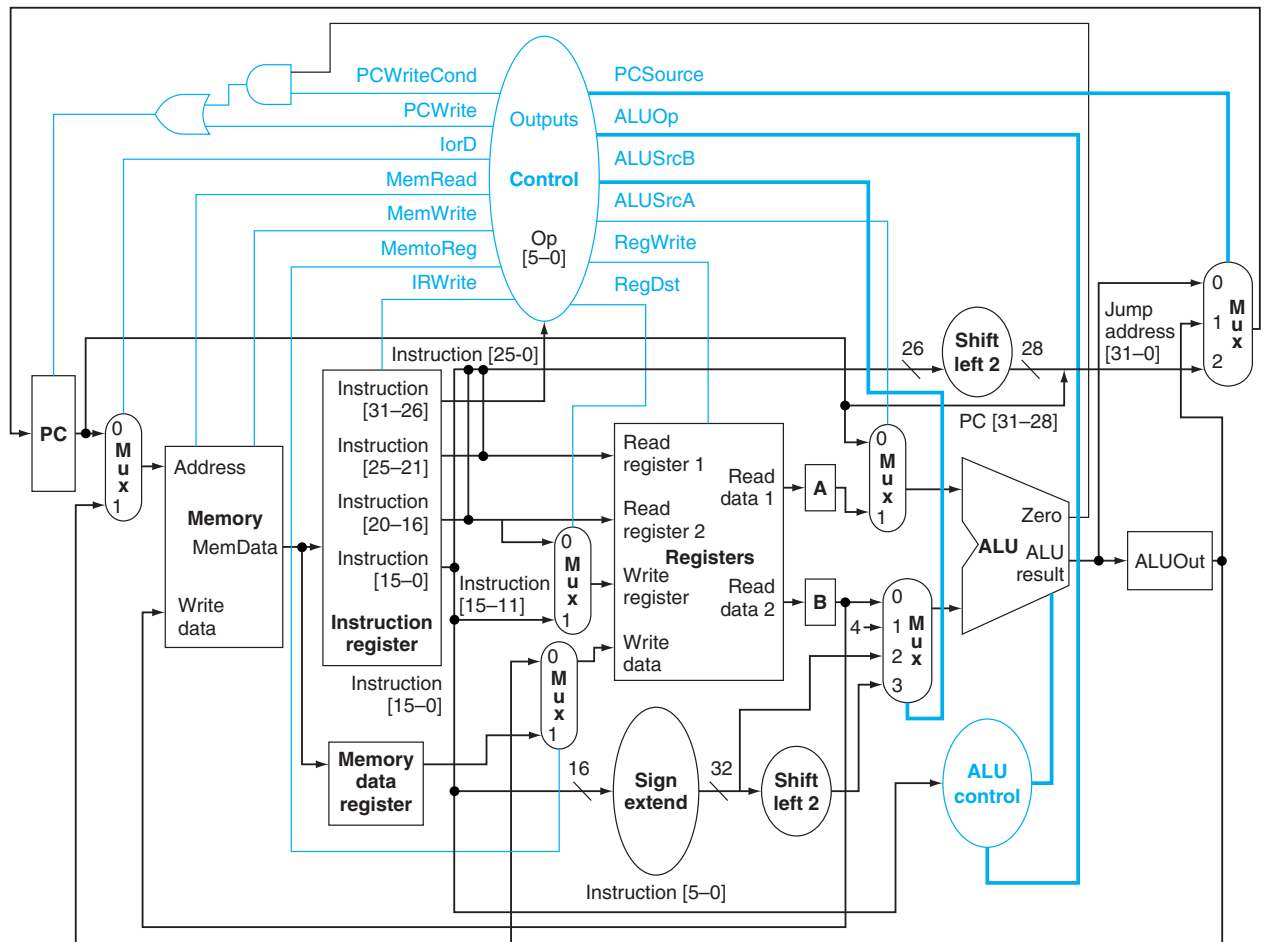 PCWriteCond
PCWrite
IorD
MemRead
MemWrite
MemtoReg
IRWrite
Outputs
Control
Op
[5–0]
PCSource
ALUOp
ALUSrcB
ALUSrcA
RegWrite
RegDst
Instruction [25-0]
26
Shift
left 2
28
Jump
address
[31–0]
PC [31–28]
0
1
2
M
u
x
PC
0
M
u
x
1
Address
Memory
MemData
Write
data
Instruction
[31–26]
Instruction
[25–21]
Instruction
[20–16]
Instruction
[15–0]
Instruction
register
Instruction
[15–0]
Instruction
[15–11]
0
M
u
x
1
Read
register 1
Read
register 2
Registers
Write
register
Write
data
Read
data 1
Read
data 2
A
B
0
M
u
x
1
4
0
1
2
3
M
u
x
Zero
ALU
ALU
result
ALUOut
0
M
u
x
1
Memory
data
register
16
Sign
extend
32
Shift
left 2
ALU
control
Instruction [5–0]